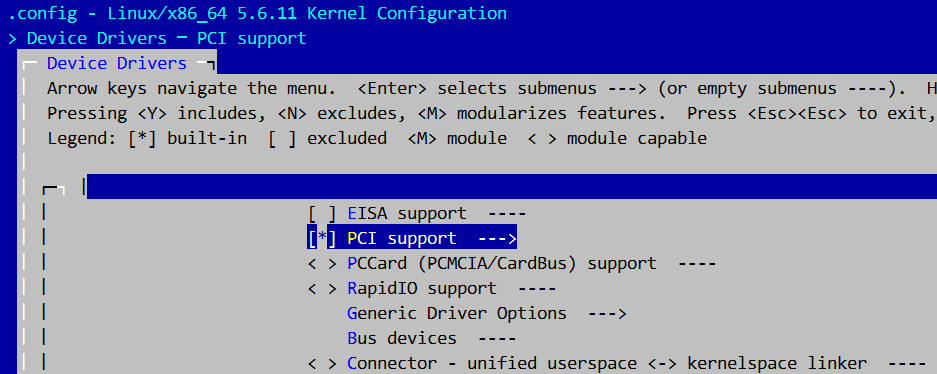 .config - Linux/x86_64 5.6.11 Kernel Configuration
> Device Drivers – PCI support
Device Drivers
Arrow keys navigate the menu.  <Enter> selects submenus ---> (or empty submenus ----).  H
Pressing <Y> includes, <N> excludes, <M> modularizes features.  Press <Esc><Esc> to exit,
Legend: [*] built-in  [ ] excluded  <M> module  < > module capable
[ ] EISA support  ----
[*] PCI support  --->
< > PCCard (PCMCIA/CardBus) support  ----
< > RapidIO support  ----
Generic Driver Options  --->
Bus devices  ----
< > Connector - unified userspace <-> kernelspace linker  ----